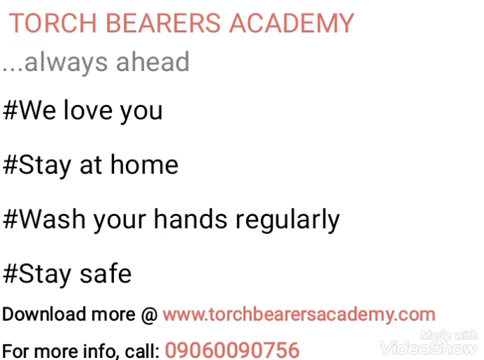 TORCH BEARERS ACADEMY
...always ahead
#We love you
#Stay at home
#Wash your hands regularly
#Stay safe
Download more @ www.torchbearersacademy.com
Made with
For more info, call: 09060090756
VideoShow